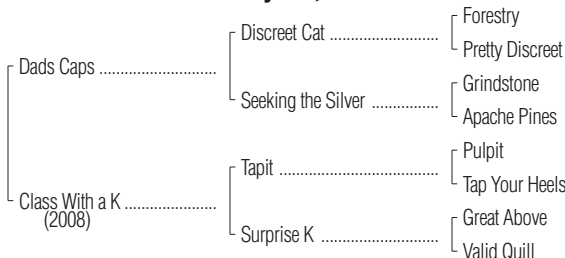 Forestry
Discreet Cat ........................
Pretty Discreet
Dads Caps ..........................
Grindstone
Seeking the Silver ................
Apache Pines
Pulpit
Tapit ...................................
Tap Your Heels
Class With a K ....................
(2008)
Great Above
Surprise K ..........................
Valid Quill